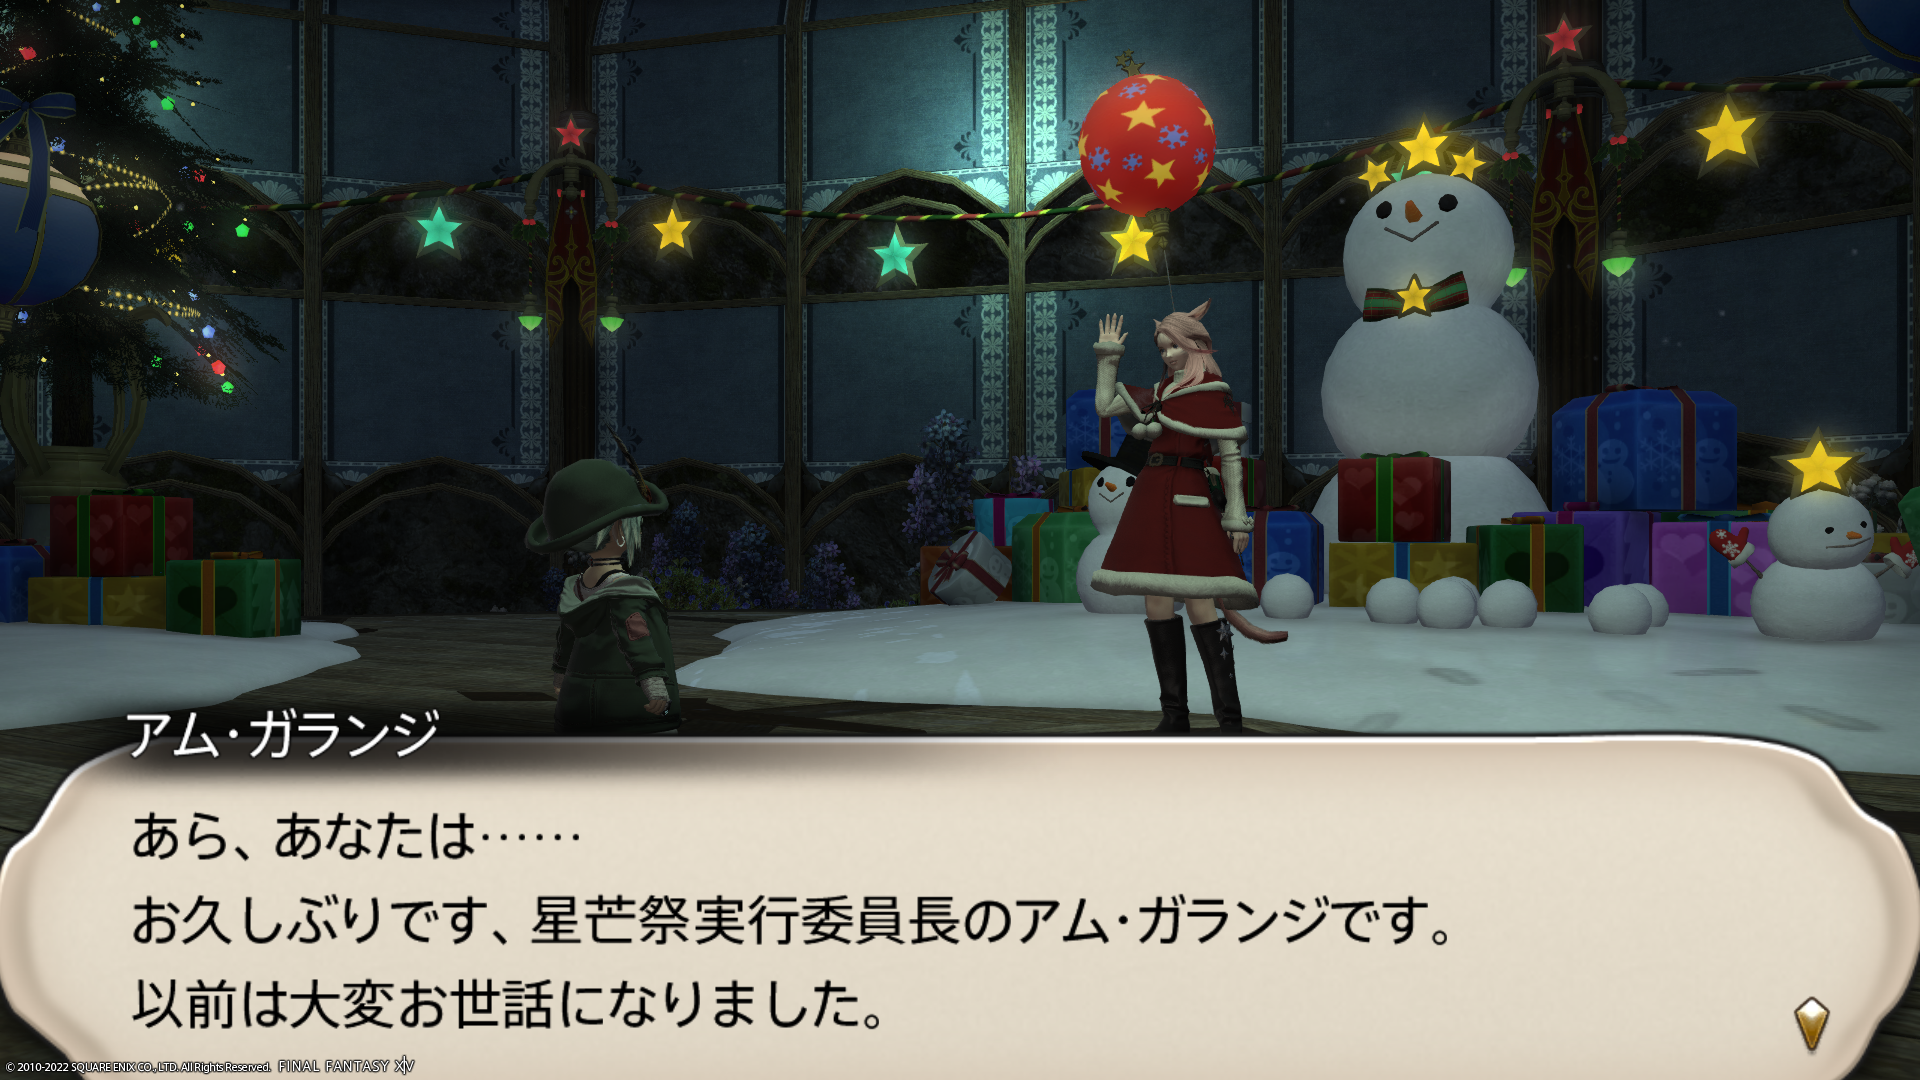 アム・ガランジ
あら、あなたは……
お久しぶりです、星芒祭実行委員長のアム・ガランジです。
以前は大変お世話になりました。
© 2010-2022 SQUARE ENIX CO., LTD. All Rights Reserved. FINAL FANTASY XIV